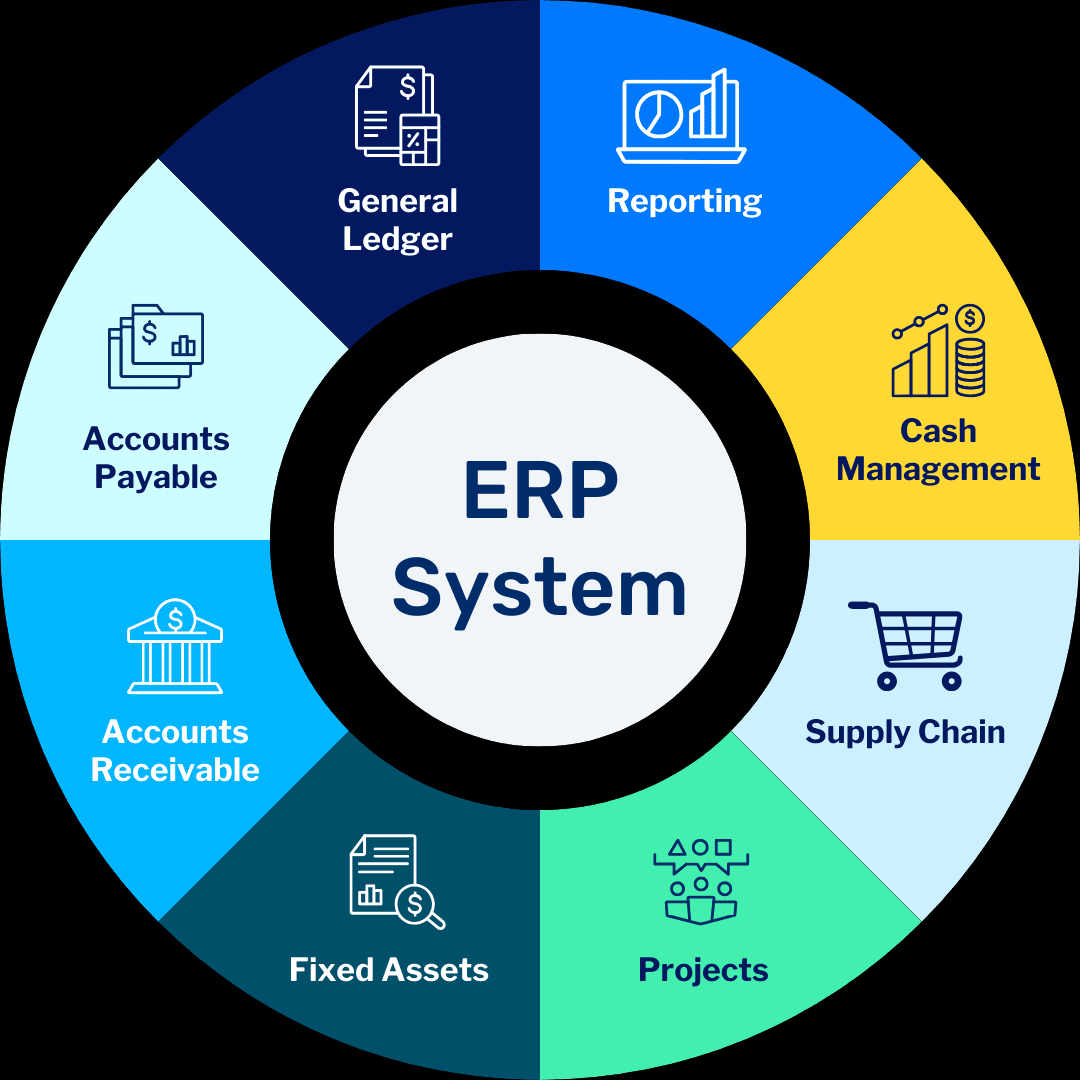 General
Ledger
Reporting
Cash
Management
Supply Chain
Projects
Fixed Assets
Accounts
Receivable
Accounts
Payable
ERP
System
$
%
$
$
$
$